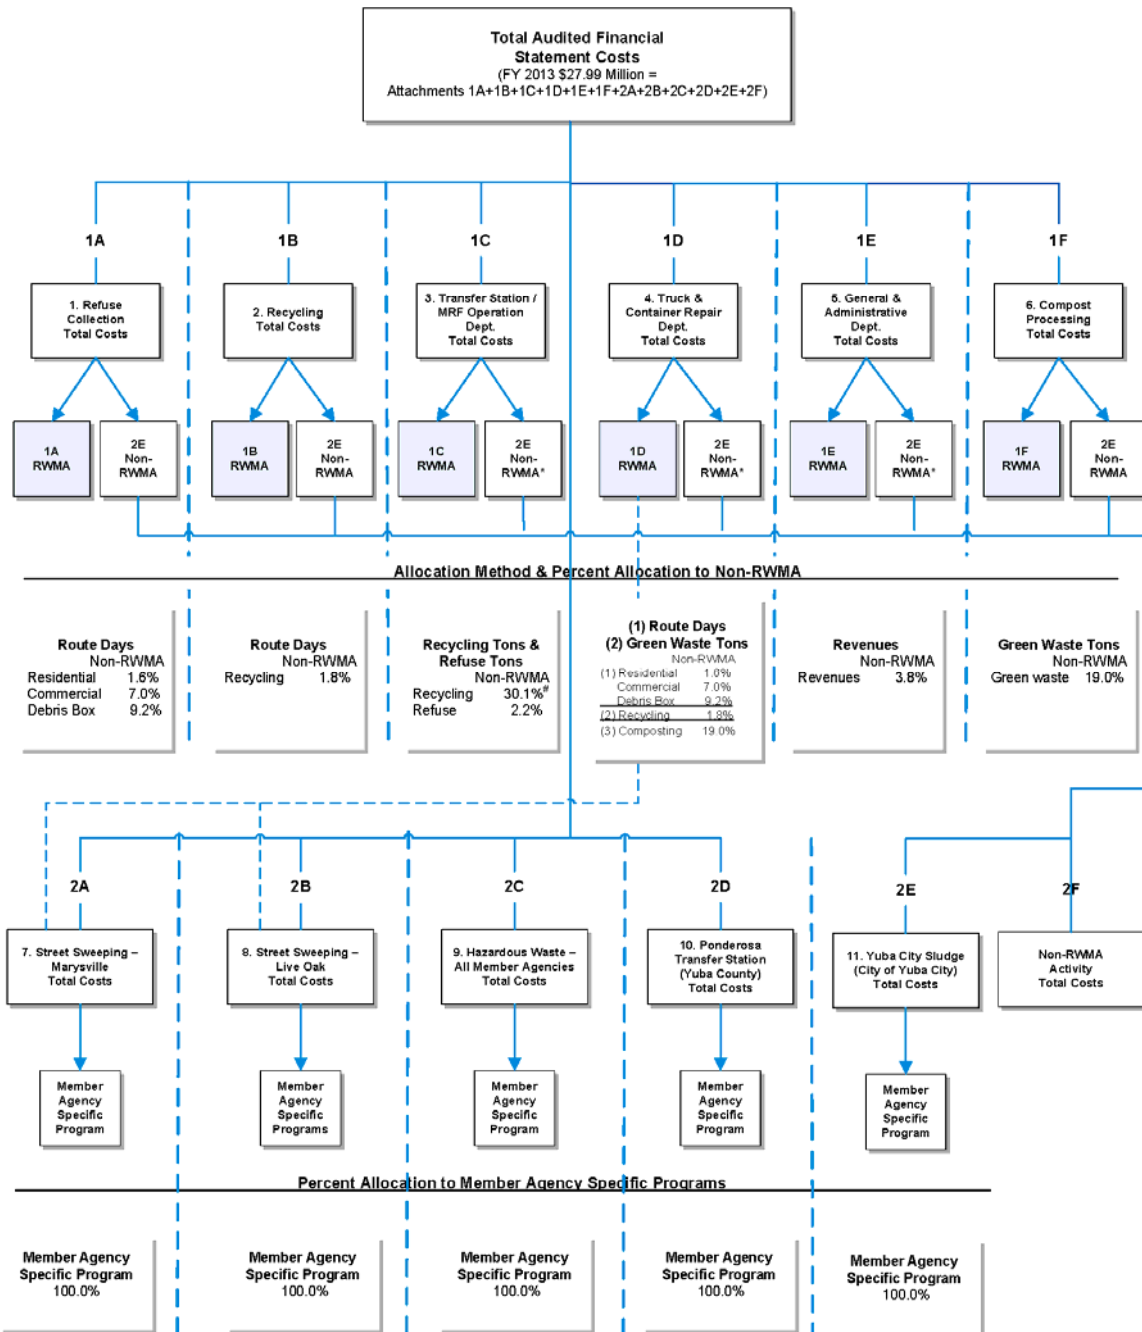 Total Audited Financial
Statement Costs
(FY 2013 $27.99 Million =
Attachments 1A+1B+1C+1D+1E+1F+2A+2B+2C+2D+2E+2F)
1A
1B
1C
1D
1E
1F
1. Refuse
Collection
Total Costs
2. Recycling
Total Costs
3. Transfer Station /
MRF Operation
Dept.
Total Costs
4. Truck &
Container Repair
Dept.
Total Costs
5. General &
Administrative
Dept.
Total Costs
6. Compost
Processing
Total Costs
1A
RWMA
2E
Non-
RWMA
1B
RWMA
2E
Non-
RWMA
1C
RWMA
2E
Non-
RWMA*
1D
RWMA
2E
Non-
RWMA*
1E
RWMA
2E
Non-
RWMA*
1F
RWMA
2E
Non-
RWMA
Allocation Method & Percent Allocation to Non-RWMA
Route Days
Non-RWMA
Residential 1.6%
Commercial 7.0%
Debris Box 9.2%
Route Days
Non-RWMA
Recycling 1.8%
Recycling Tons &
Refuse Tons
Non-RWMA
Recycling 30.1%#
Refuse 2.2%
(1) Route Days
(2) Green Waste Tons
Non-RWMA
(1) Residential 1.6%
Commercial 7.0%
Debris Box 9.2%
(2) Recycling 1.8%
(3) Composting 19.0%
Revenues
Non-RWMA
Revenues 3.8%
Green Waste Tons
Non-RWMA
Green waste 19.0%
2A
2B
2C
2D
2E
2F
7. Street Sweeping –
Marysville
Total Costs
8. Street Sweeping –
Live Oak
Total Costs
9. Hazardous Waste –
All Member Agencies
Total Costs
10. Ponderosa
Transfer Station
(Yuba County)
Total Costs
11. Yuba City Sludge
(City of Yuba City)
Total Costs
Non-RWMA
Activity
Total Costs
Member
Agency
Specific
Program
Member
Agency
Specific
Programs
Member
Agency
Specific
Program
Member
Agency
Specific
Program
Member
Agency
Specific
Program
Percent Allocation to Member Agency Specific Programs
Member Agency
Specific Program
100.0%
Member Agency
Specific Program
100.0%
Member Agency
Specific Program
100.0%
Member Agency
Specific Program
100.0%
Member Agency
Specific Program
100.0%